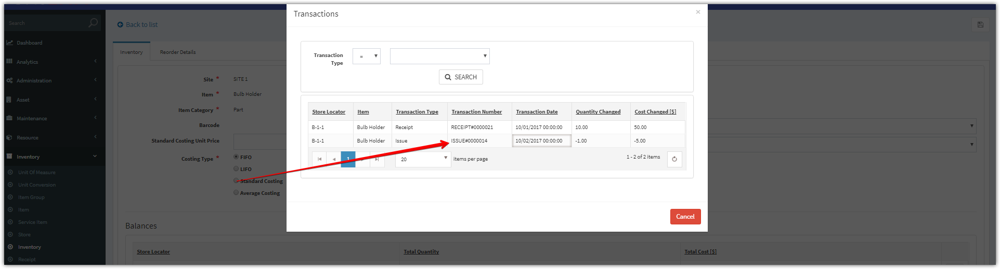 Transactions
×
Search
Back to list
Dashboard
Analytics
Administration
Asset
Maintenance
Resource
Inventory
Unit Of Measure
Unit Conversion
Item Group
Item
Service Item
Store
Inventory
Receipt
Inventory Reorder Details
Site * SITE 1
Item * Bulb Holder
Item Category * Part
Barcode
Standard Costing Unit Price
Costing Type * FIFO
LIFO
Standard Costing
Average Costing
Balances
Store Locator Total Quantity Total Cost [$]
Transaction Type =
SEARCH
Store Locator Item Transaction Type Transaction Number Transaction Date Quantity Changed Cost Changed [$]
B-1-1 Bulb Holder Receipt RECEIPT#0000021 10/01/2017 00:00:00 10.00 50.00
B-1-1 Bulb Holder Issue ISSUE#0000014 10/02/2017 00:00:00 -1.00 -5.00
1 20 items per page 1 - 2 of 2 items
Cancel